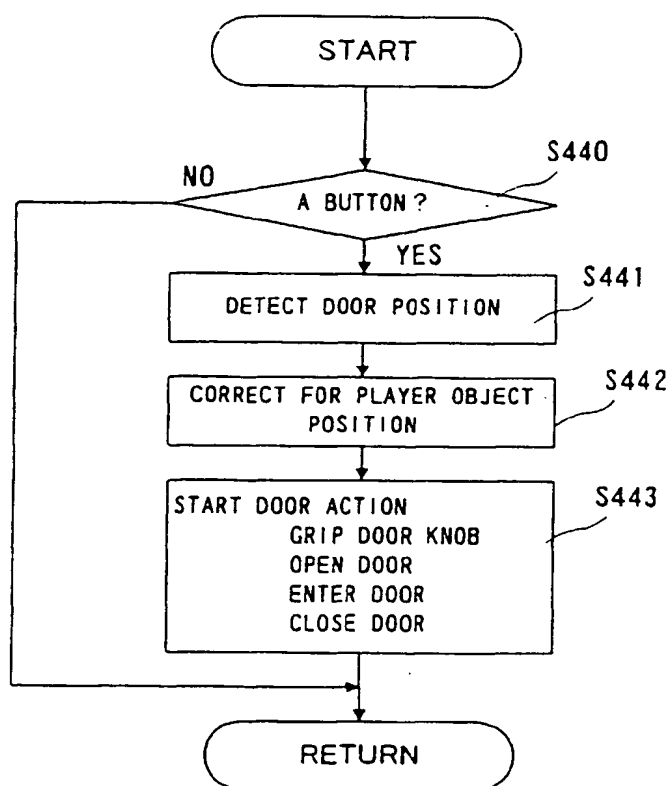 START
S440
NO
A BUTTON?
YES
S441
DETECT DOOR POSITION
S442
CORRECT FOR PLAYER OBJECT
POSITION
S443
START DOOR ACTION
GRIP DOOR KNOB
OPEN DOOR
ENTER DOOR
CLOSE DOOR
RETURN